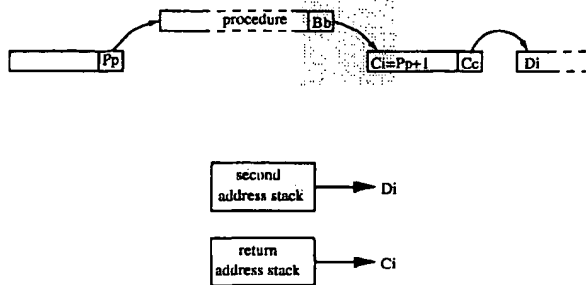 procedure Bb
Pp
Ci=Pp+1 Cc Di
second
address stack Di
return
address stack Ci